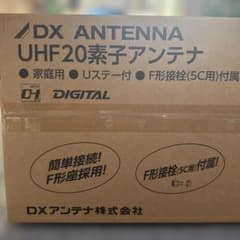 DX ANTENNA
UHF20素子アンテナ
● 家庭用 ● Uステー付 ● F形接栓(5C用)付属
DH DIGITAL
簡単接続!
F形座採用!
F形接栓(5C用)付属!
DXアンテナ株式会社